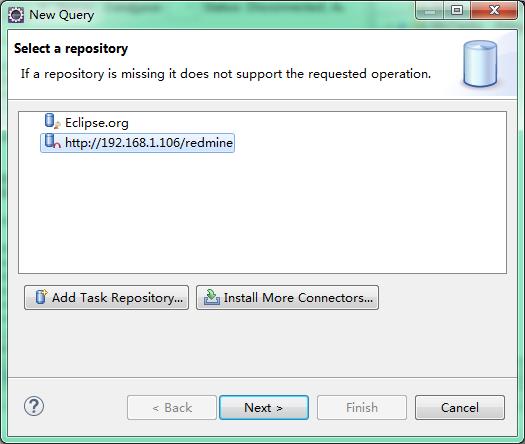 New Query
Select a repository
If a repository is missing it does not support the requested operation.
Eclipse.org
http://192.168.1.106/redmine
Add Task Repository...
Install More Connectors...
< Back
Next >
Finish
Cancel